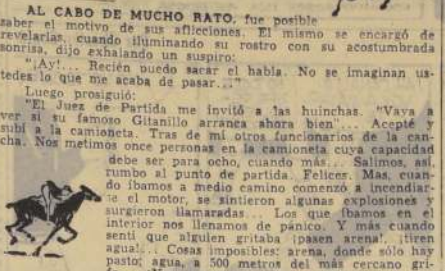 AL CABO DE MUCHO RATO, fue posible
saber el motivo de sus aflicciones. El mismo se encargó de
revelarlas, cuando iluminando su rostro con su acostumbrada
sonrisa, dijo exhalando un suspiro:
"¡Ay!... Recién puedo sacar el habla. No se imaginan us-
tedes lo que me acaba de pasar..."
Luego prosiguió:
"El Juez de Partida me invitó a las huinchas. "Vaya a
ver si su famoso Gitanillo arranca ahora bien"... Acepté y
subí a la camioneta. Tras de mí otros funcionarios de la can-
cha. Nos metimos once personas en la camioneta cuya capacidad
debe ser para ocho, cuando más... Salimos, así,
rumbo al punto de partida. Felices. Mas, cuan-
do íbamos a medio camino comenzó a incendiar-
se el motor, se sintieron algunas explosiones y
surgieron llamaradas... Los que íbamos en el
interior nos llenamos de pánico. Y más cuando
sentí que alguien gritaba ¡pasen arena!, ¡tiren
agua!... Cosas imposibles: arena, donde sólo hay
pasto; agua, a 500 metros del más cercano gri-